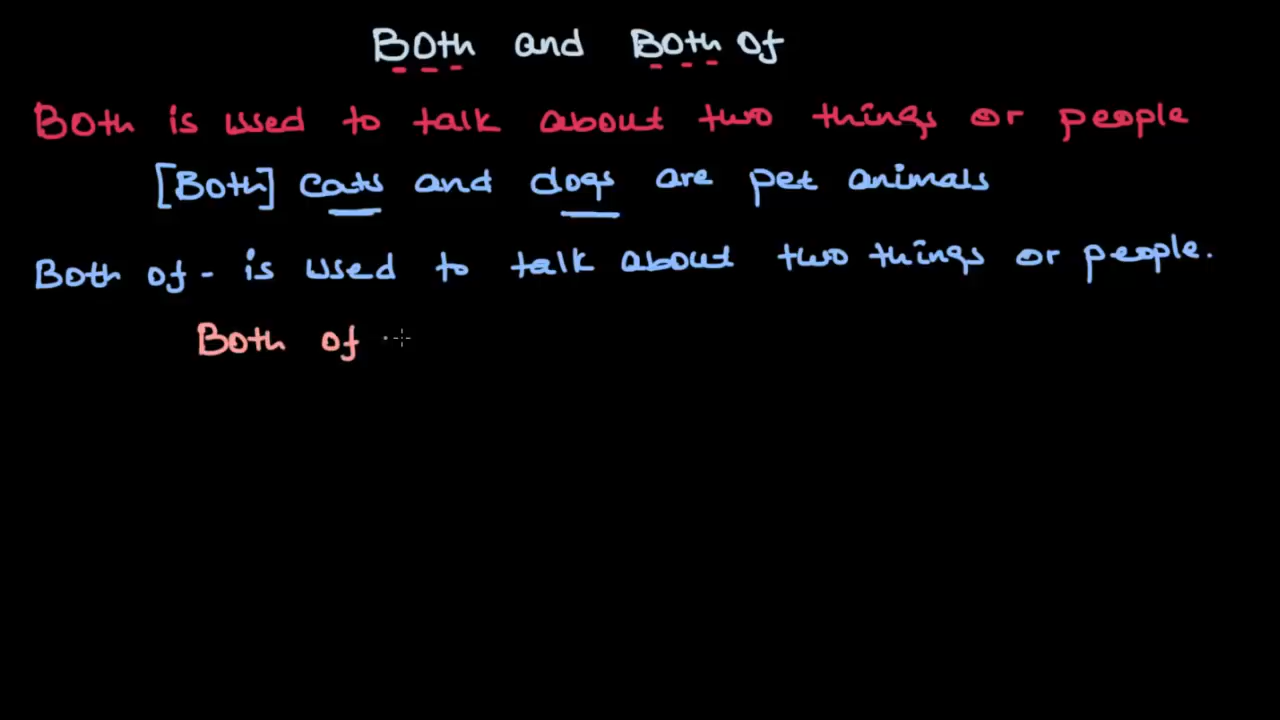 Both and Both of
Both is used to talk about two things or people
[Both] cats and dogs are pet animals
Both of - is used to talk about two things or people.
Both of